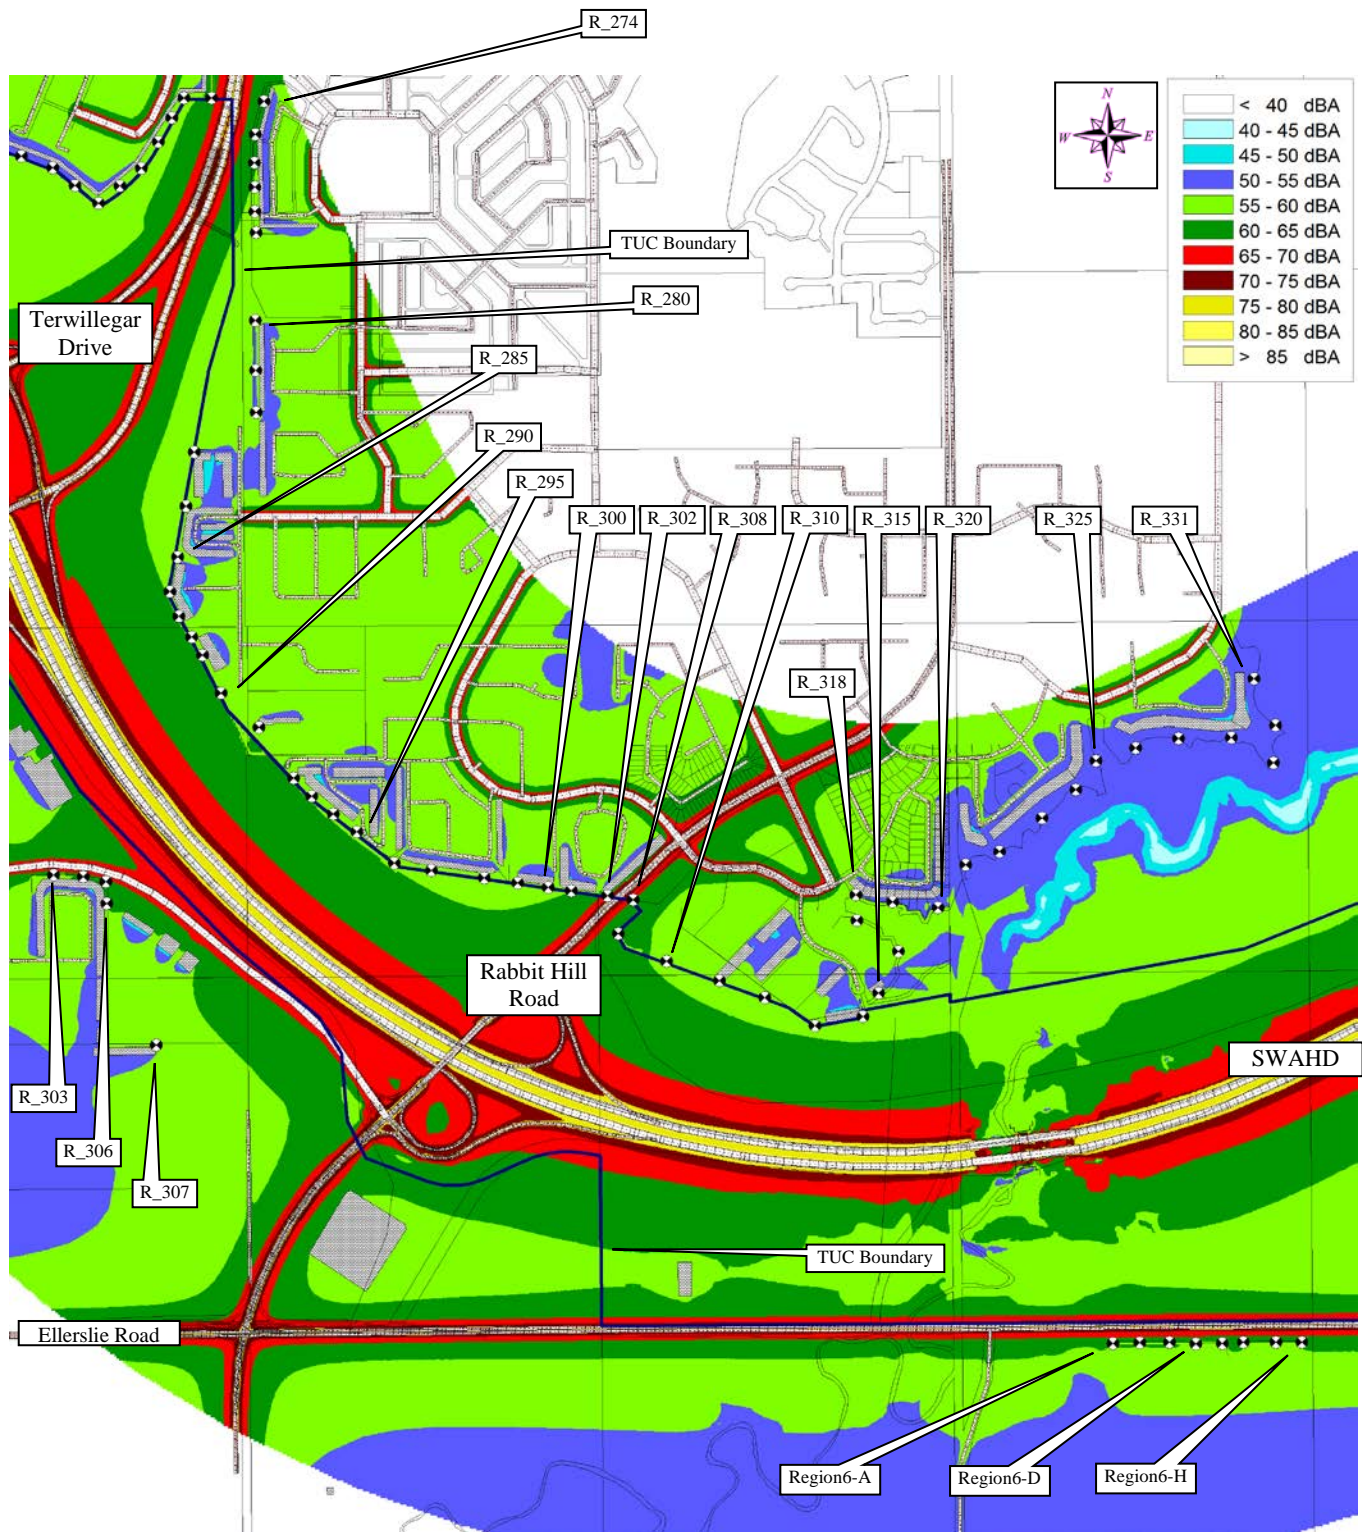 R_274
N
W E
S
< 40 dBA
40 - 45 dBA
45 - 50 dBA
50 - 55 dBA
55 - 60 dBA
60 - 65 dBA
65 - 70 dBA
70 - 75 dBA
75 - 80 dBA
80 - 85 dBA
> 85 dBA
TUC Boundary
R_280
Terwillegar
Drive
R_285
R_290
R_295
R_300
R_302
R_308
R_310
R_315
R_320
R_325
R_331
R_318
Rabbit Hill
Road
SWAHD
R_303
R_306
R_307
TUC Boundary
Ellerslie Road
Region6-A
Region6-D
Region6-H